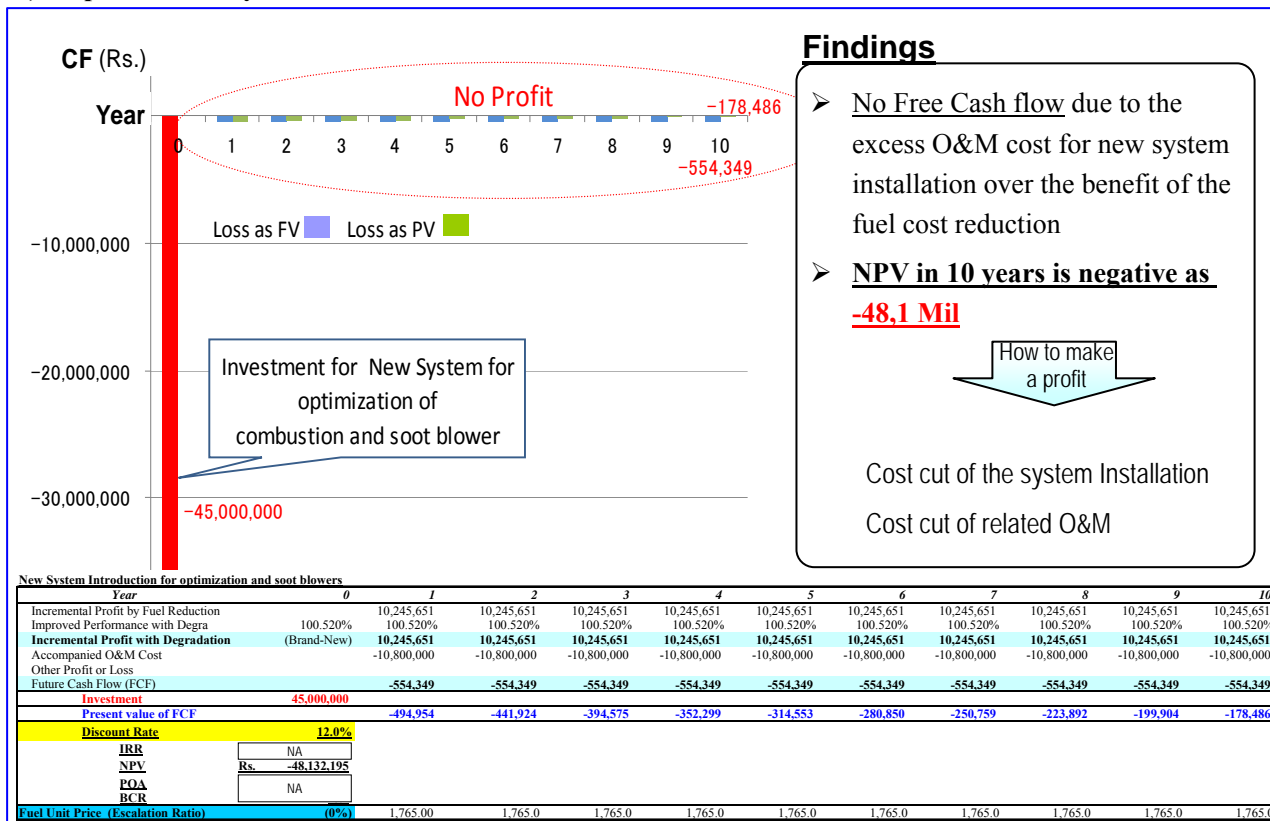 CF (Rs.)
Year
No Profit
-178,486
0 1 2 3 4 5 6 7 8 9 10
-554,349
Loss as FV Loss as PV
-10,000,000
-20,000,000
-30,000,000
Investment for New System for
optimization of
combustion and soot blower
-45,000,000
Findings
➢ No Free Cash flow due to the
excess O&M cost for new system
installation over the benefit of the
fuel cost reduction
➢ NPV in 10 years is negative as
-48,1 Mil
How to make
a profit
Cost cut of the system Installation
Cost cut of related O&M
New System Introduction for optimization and soot blowers
Year 0 1 2 3 4 5 6 7 8 9 10
Incremental Profit by Fuel Reduction 10,245,651 10,245,651 10,245,651 10,245,651 10,245,651 10,245,651 10,245,651 10,245,651 10,245,651 10,245,651
Improved Performance with Degra 100.520% 100.520% 100.520% 100.520% 100.520% 100.520% 100.520% 100.520% 100.520% 100.520% 100.520%
Incremental Profit with Degradation (Brand-New) 10,245,651 10,245,651 10,245,651 10,245,651 10,245,651 10,245,651 10,245,651 10,245,651 10,245,651 10,245,651
Accompanied O&M Cost -10,800,000 -10,800,000 -10,800,000 -10,800,000 -10,800,000 -10,800,000 -10,800,000 -10,800,000 -10,800,000 -10,800,000
Other Profit or Loss
Future Cash Flow (FCF) -554,349 -554,349 -554,349 -554,349 -554,349 -554,349 -554,349 -554,349 -554,349 -554,349
Investment 45,000,000
Present value of FCF -494,954 -441,924 -394,575 -352,299 -314,553 -280,850 -250,759 -223,892 -199,904 -178,486
Discount Rate 12.0%
IRR NA
NPV Rs. -48,132,195
POA NA
BCR
Fuel Unit Price (Escalation Ratio) (0%) 1,765.00 1,765.0 1,765.0 1,765.0 1,765.0 1,765.0 1,765.0 1,765.0 1,765.0 1,765.0